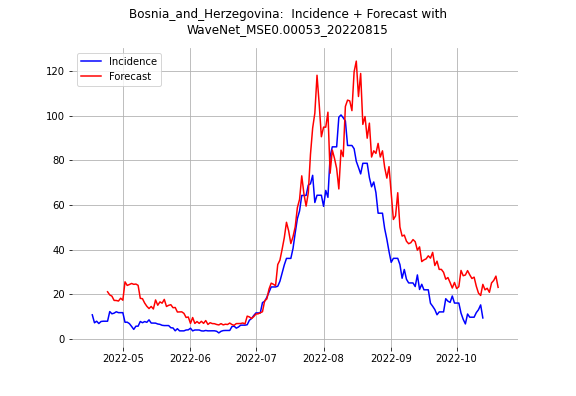 Bosnia_and_Herzegovina:  Incidence + Forecast with
WaveNet_MSE0.00053_20220815
Incidence
Forecast
120
100
80
60
40
20
0
2022-05 2022-06 2022-07 2022-08 2022-09 2022-10